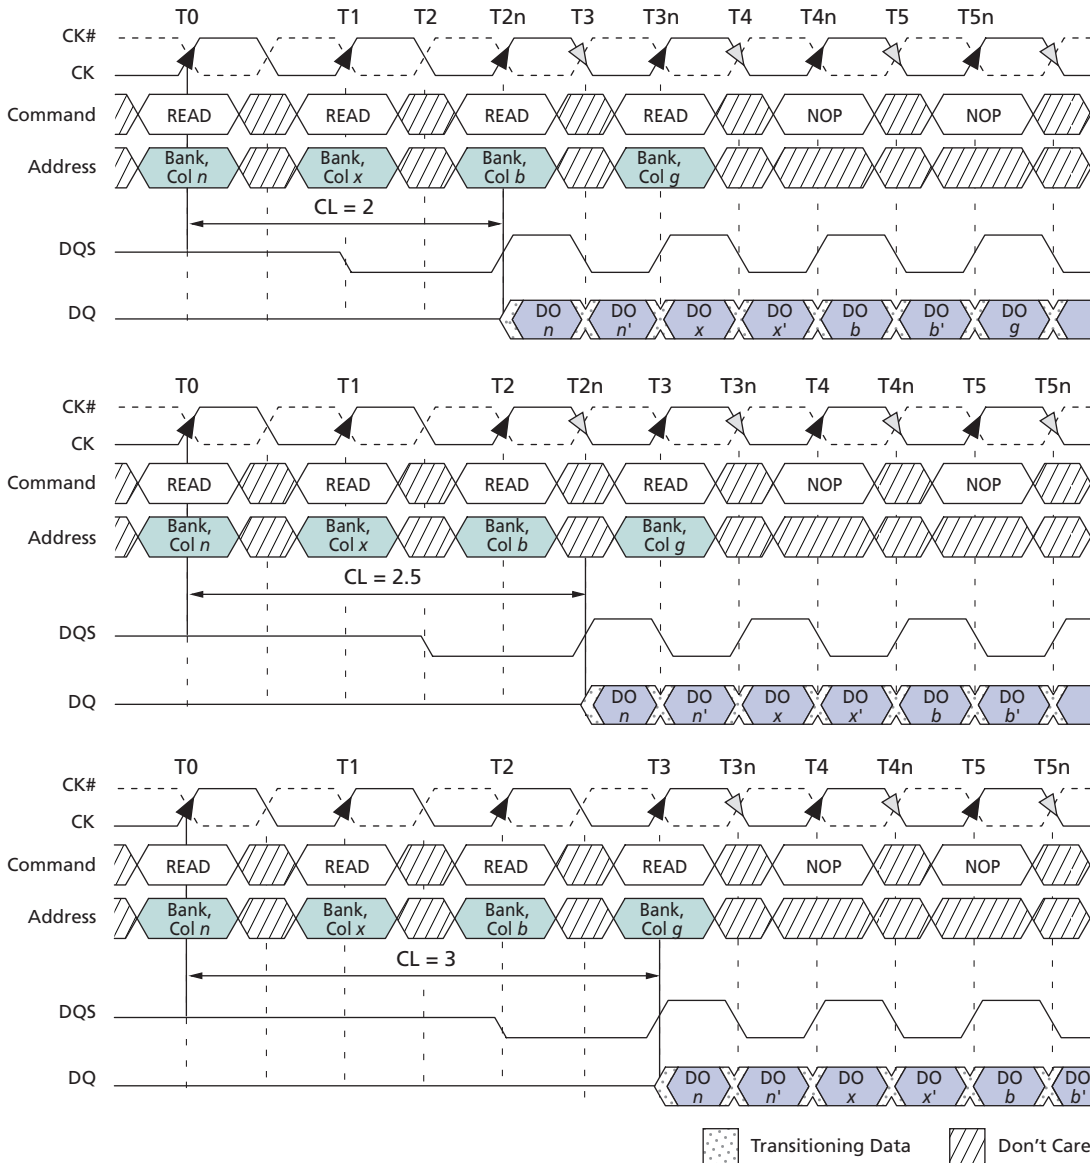 T0 T1 T2 T2n T3 T3n T4 T4n T5 T5n
CK#
CK
Command READ READ READ READ NOP NOP
Address Bank, Col n Bank, Col x Bank, Col b Bank, Col g
CL = 2
DQS
DQ DO n DO n' DO x DO x' DO b DO b' DO g
T0 T1 T2 T2n T3 T3n T4 T4n T5 T5n
CK#
CK
Command READ READ READ READ NOP NOP
Address Bank, Col n Bank, Col x Bank, Col b Bank, Col g
CL = 2.5
DQS
DQ DO n DO n' DO x DO x' DO b DO b'
T0 T1 T2 T3 T3n T4 T4n T5 T5n
CK#
CK
Command READ READ READ READ NOP NOP
Address Bank, Col n Bank, Col x Bank, Col b Bank, Col g
CL = 3
DQS
DQ DO n DO n' DO x DO x' DO b DO b'
Transitioning Data Don't Care